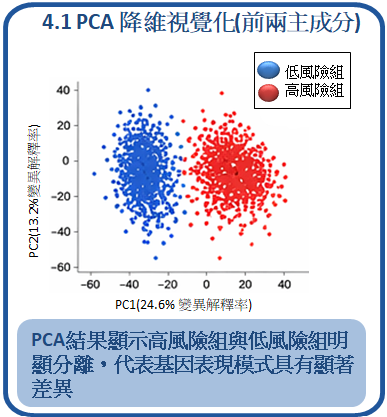 4.1 PCA 降維視覺化(前兩主成分)
低風險組
高風險組
40
20
0
−20
−40
−60
PC2(13.2%變異解釋率)
−60
−40
−20
0
20
40
PC1(24.6% 變異解釋率)
PCA結果顯示高風險組與低風險組明
顯分離，代表基因表現模式具有顯著
差異